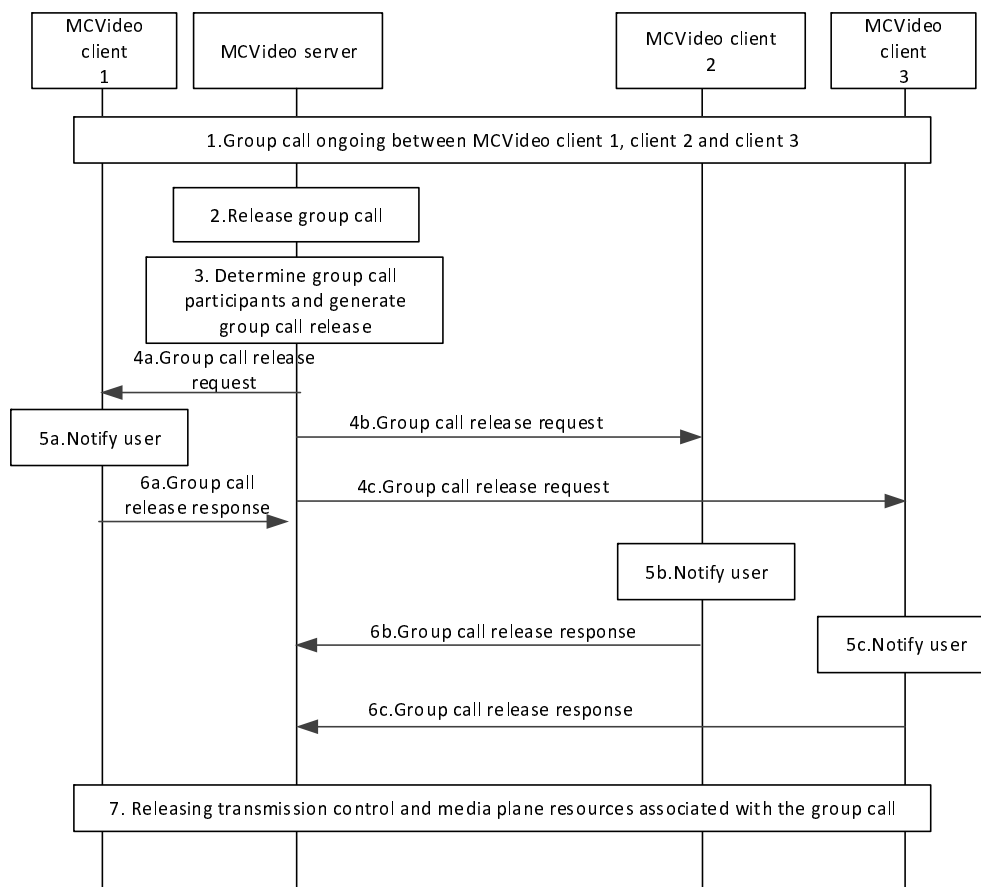 MCVideo
client
1
MCVideo server
MCVideo client
2
MCVideo
client
3
1.Group call ongoing between MCVideo client 1, client 2 and client 3
2.Release group call
3. Determine group call
participants and generate
group call release
4a.Group call release
request
4b.Group call release request
5a.Notify user
6a.Group call
release response
4c.Group call release request
5b.Notify user
6b.Group call release response
5c.Notify user
6c.Group call release response
7. Releasing transmission control and media plane resources associated with the group call